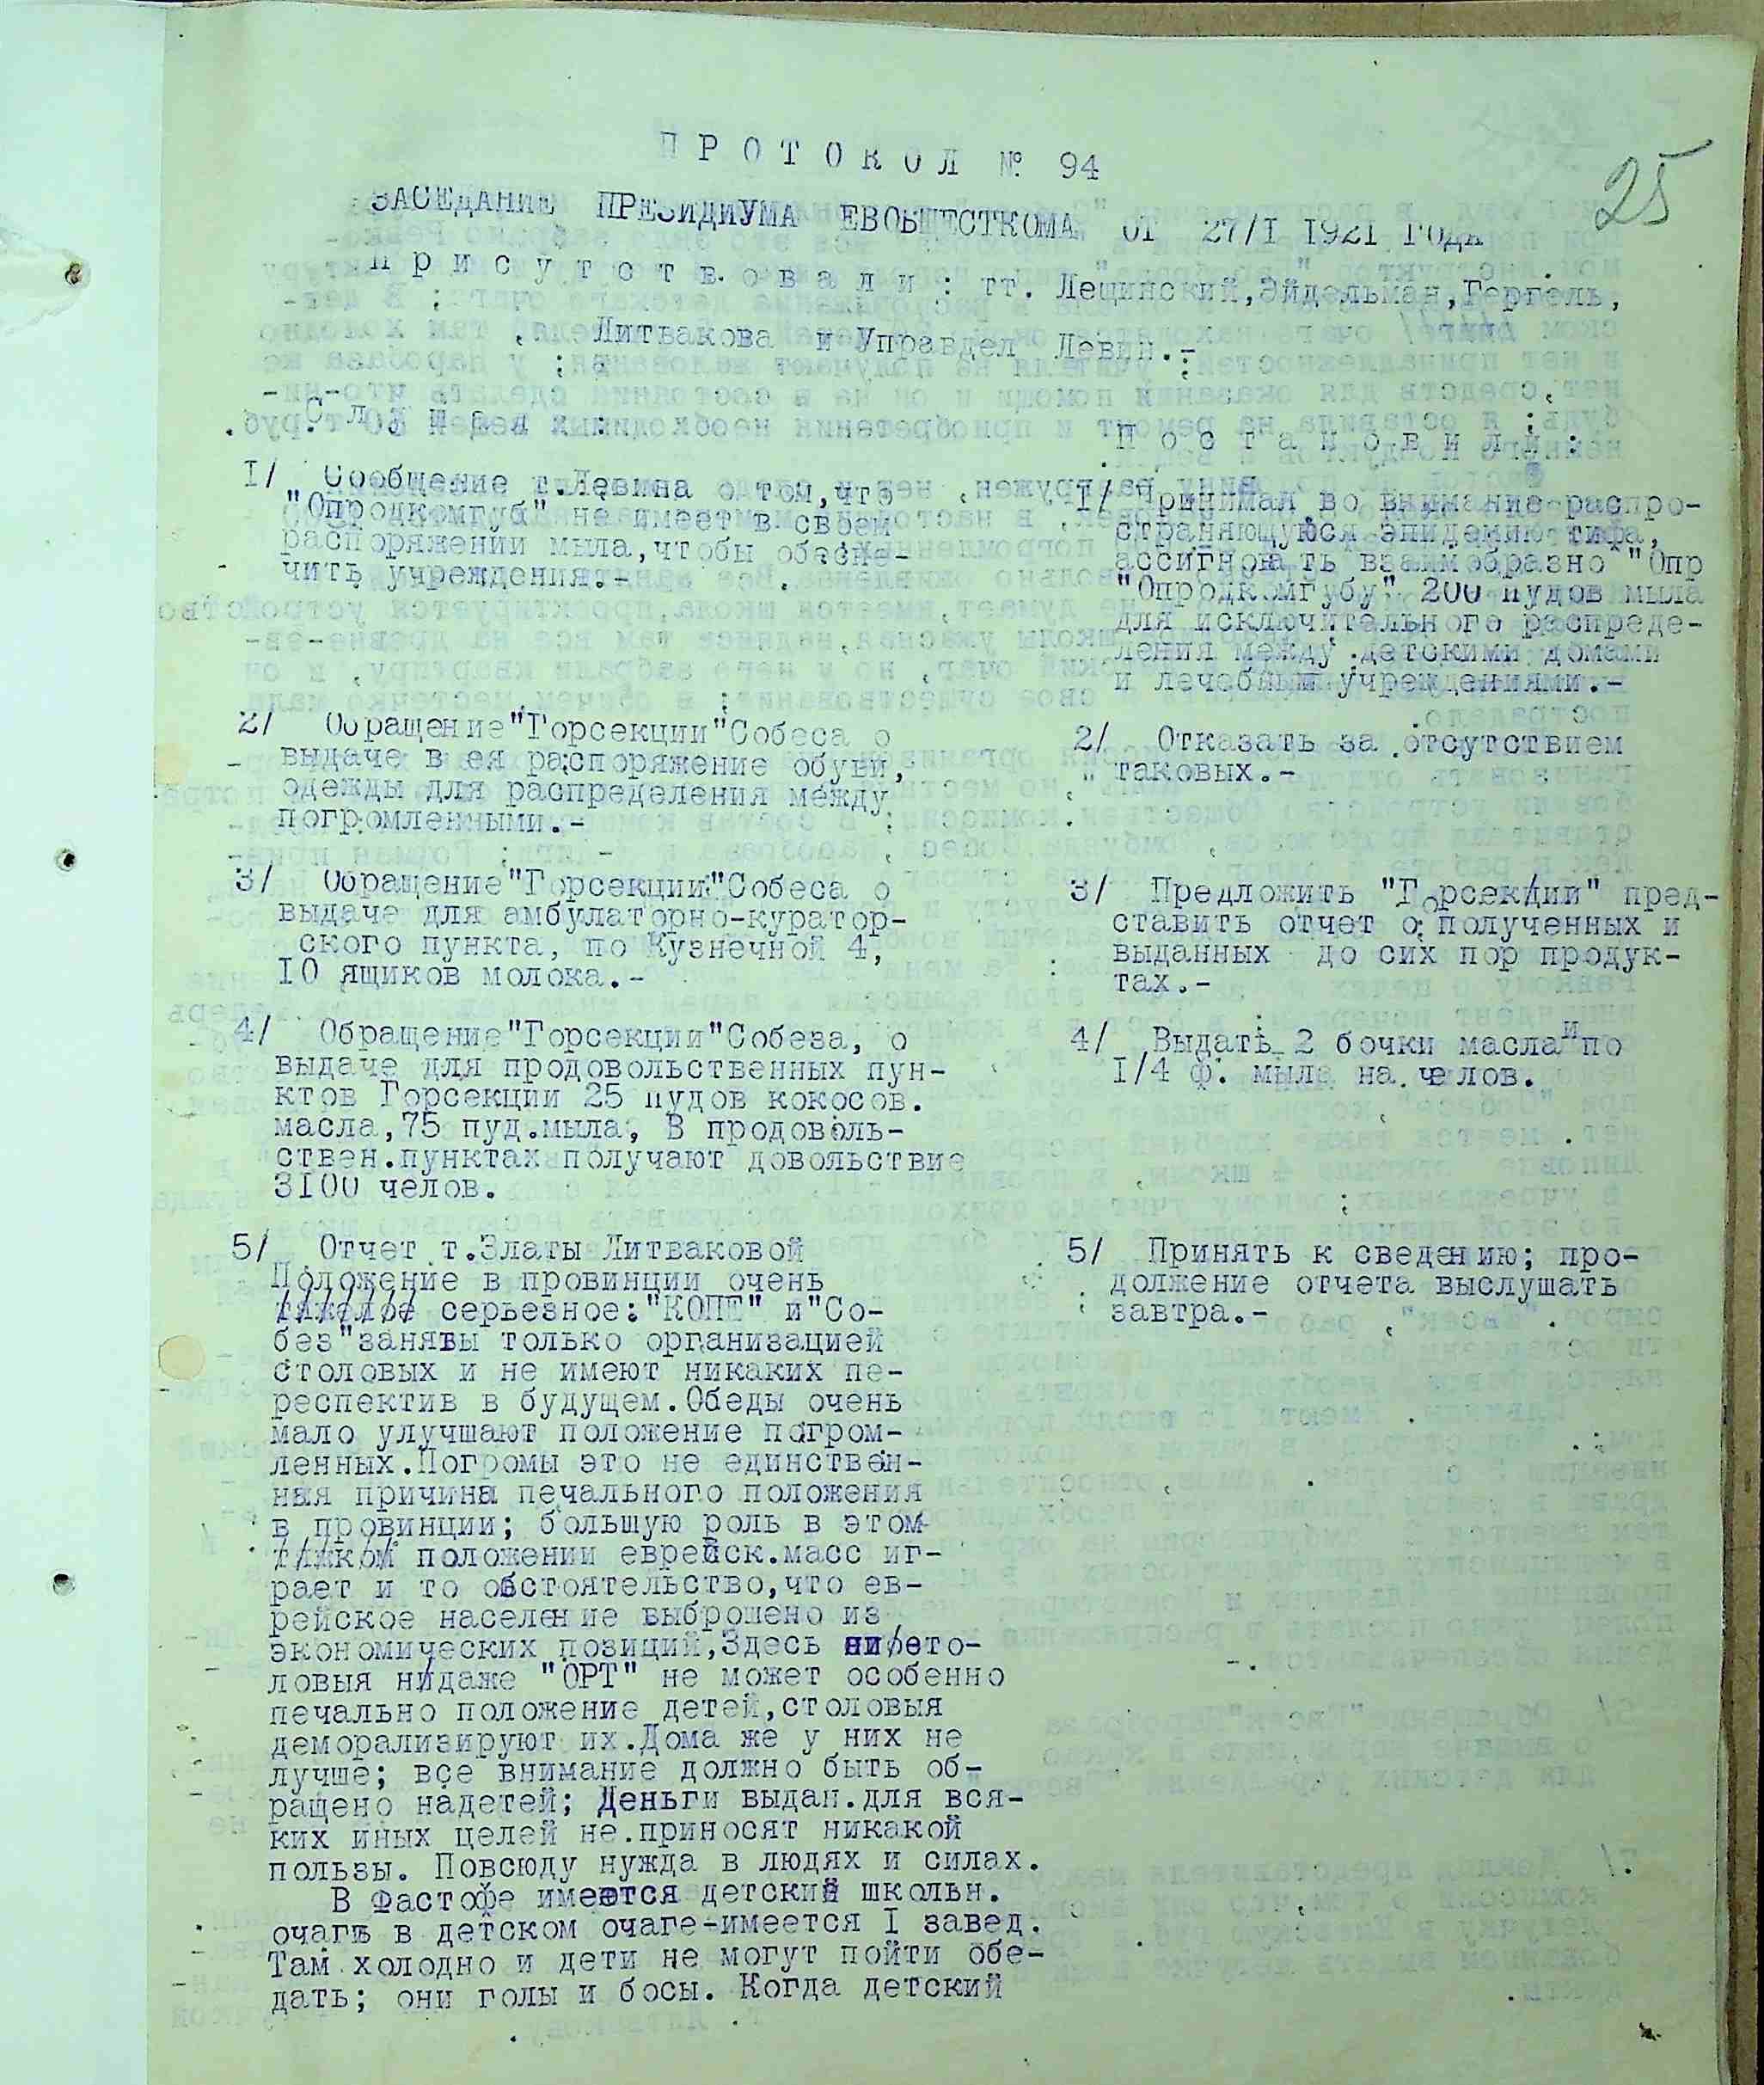 25
ПРОТОКОЛ № 94
ЗАСЕДАНИЕ ПРЕЗИДИУМА ЕВОБЩЕСТКОМА от 27/I 1921 ГОДА
Присутствовали: тт. Лещинский,Эйдельман,Гергель,
Литвакова и Управдел Левин.-
Слушали:
I/ Сообщение т.Левина о том,что
"Опродкомгуб" не имеет в своем
распоряжении мыла,чтобы обеспе-
чить учреждения.-
2/ Обращение"Горсекции"Собеса о
выдаче в ея распоряжение обуви,
одежды для распределения между
погромленными.-
3/ Обращение"Горсекции"Собеса о
выдаче для амбулаторно-куратор-
ского пункта, по Кузнечной 4,
IO ящиков молока.-
4/ Обращение"Горсекции"Собеза, о
выдаче для продовольственных пун-
ктов Горсекции 25 пудов кокосов.
масла,75 пуд.мыла, В продоволь-
ствен.пунктах получают довольствие
3IOO челов.
5/ Отчет т.Златы Литваковой
Положение в провинции очень
тяжелое серьезное:"КОПЕ" и"Со-
без"заняты только организацией
столовых и не имеют никаких пе-
респектив в будущем.Обеды очень
мало улучшают положение погром-
ленных.Погромы это не единствен-
ная причина печального положения
в провинции; большую роль в этом
тяжком положении еврейск.масс иг-
рает и то обстоятельство,что ев-
рейское население выброшено из
экономических позиций,Здесь ни сто-
ловыя ни даже "ОРТ" не может особенно
печально положение детей,столовыя
деморализируют их.Дома же у них не
лучше; все внимание должно быть об-
ращено надетей; Деньги выдан.для вся-
ких иных целей не.приносят никакой
пользы. Повсюду нужда в людях и силах.
В Фастофе имеется детский школьн.
очагъ в детском очаге-имеется I завед.
Там холодно и дети не могут пойти обе-
дать; они голы и босы. Когда детский
Постановили:
I/ Принимая во внимание распро-
страняющуюся эпидемию тифа,
ассигновать взаимобразно "Опр
"Опродкомгубу" 200 пудов мыла
для исключительного распреде-
ления между детскими домами
и лечебным учреждениями.-
2/ Отказать за отсутствием
таковых.-
3/ Предложить "Горсекции" пред-
ставить отчет о полученных и
выданных до сих пор продук-
тах.-
4/ Выдать 2 бочки масла и по
I/4 ф. мыла на челов.
5/ Принять к сведению; про-
должение отчета выслушать
завтра.-